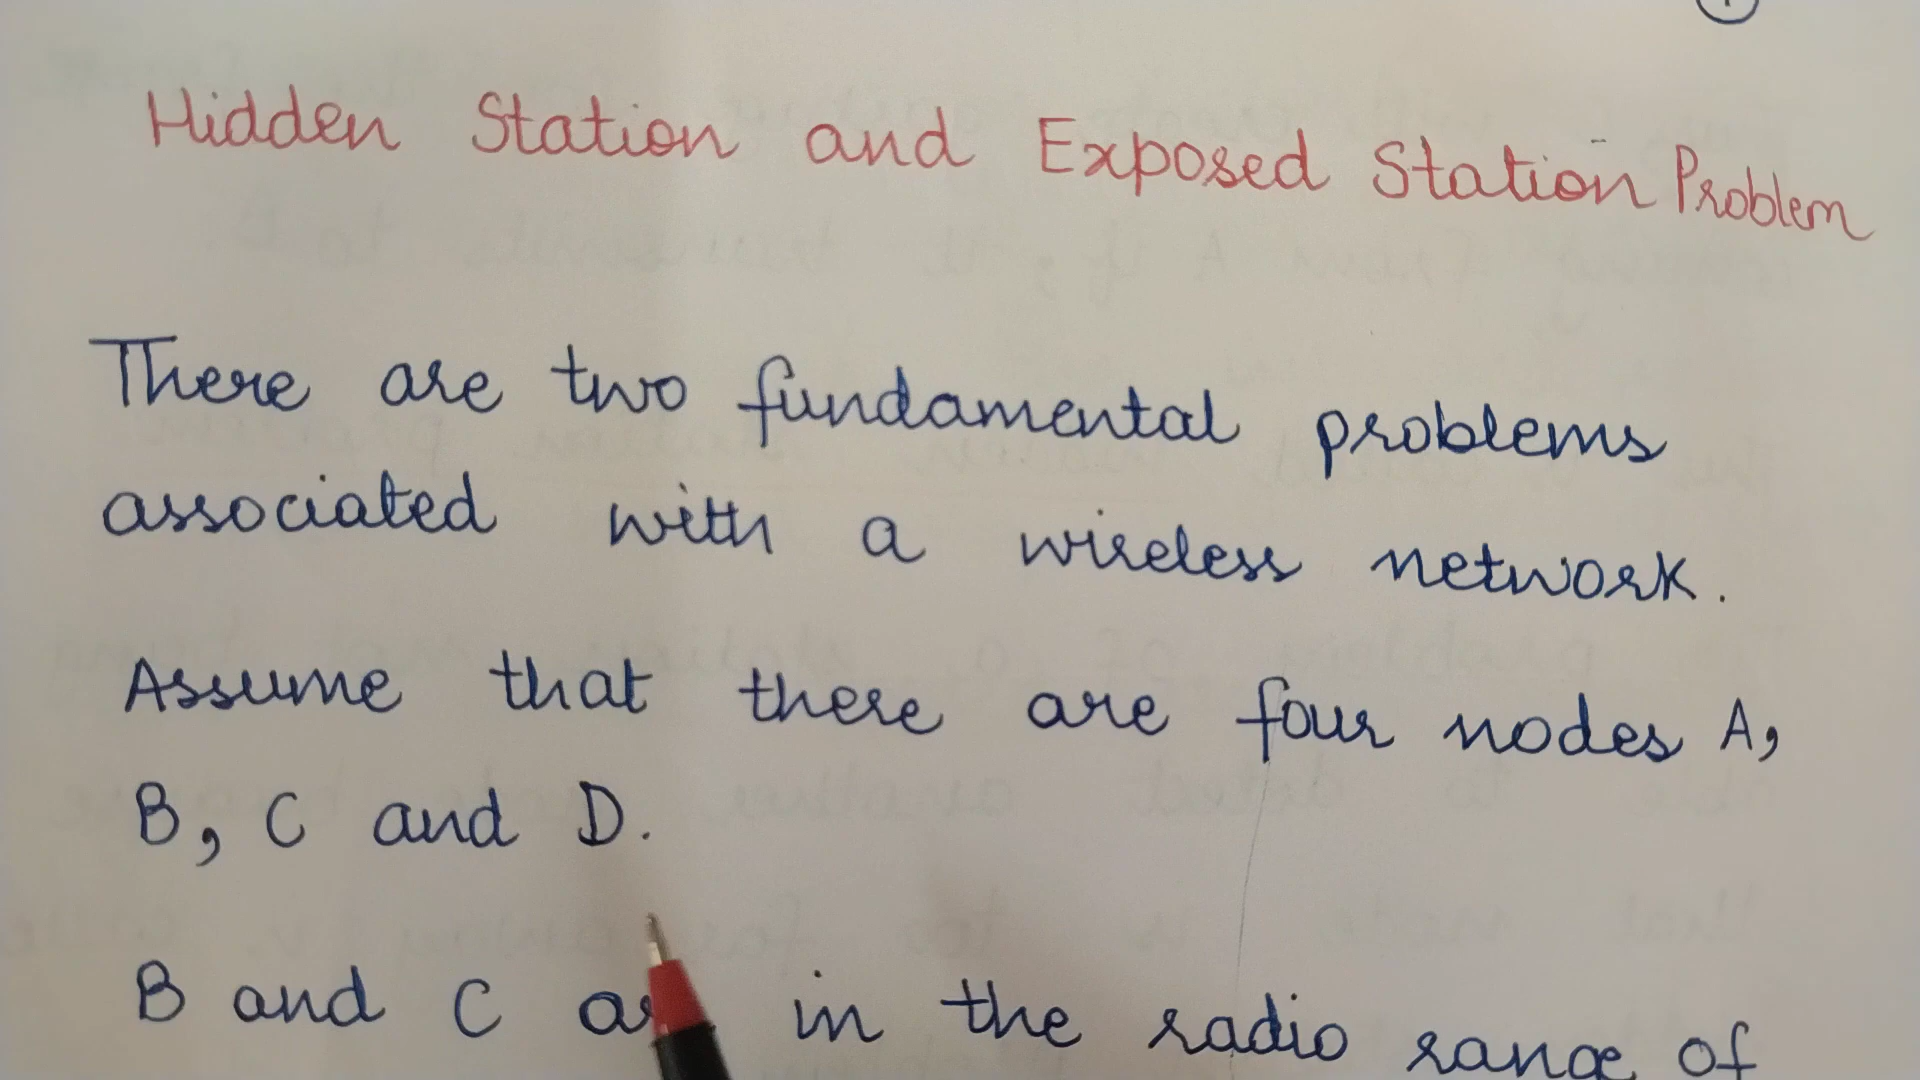 Hidden Station and Exposed Station Problem
There are two fundamental problems
associated with a wireless network.
Assume that there are four nodes A,
B, C and D.
B and C in the radio range of